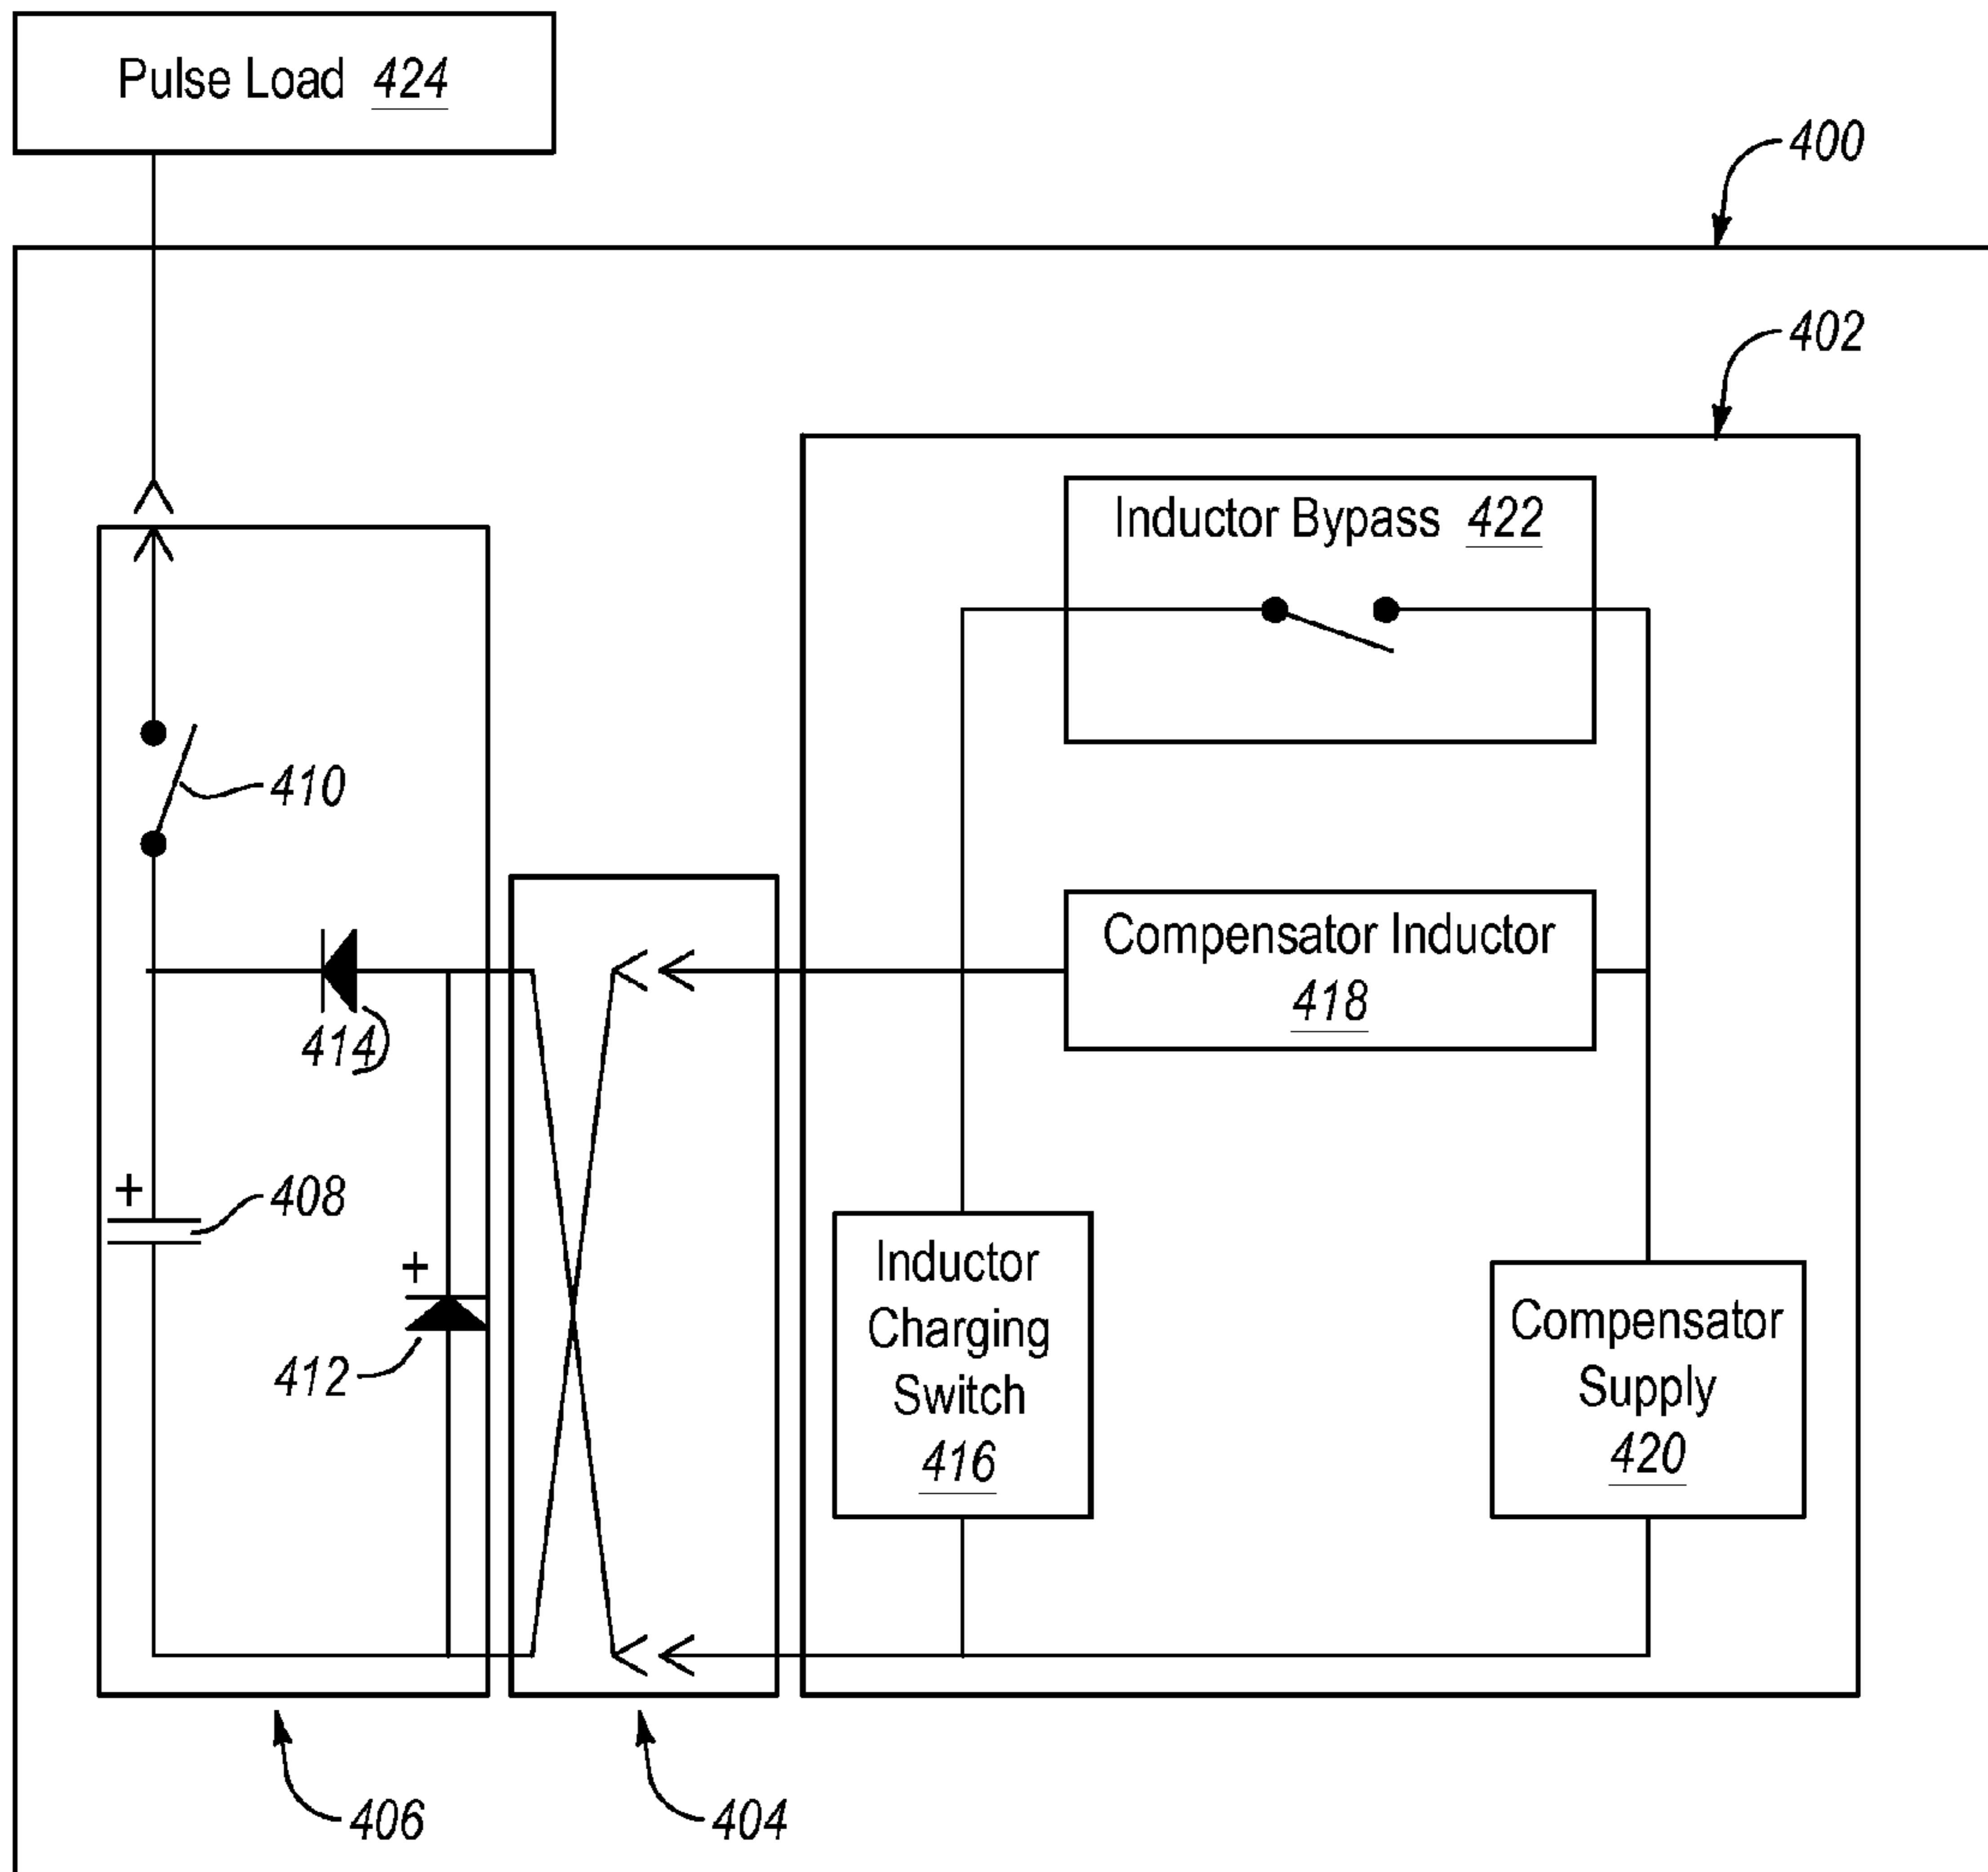 Pulse Load 424
400
402
Inductor Bypass 422
410
Compensator Inductor
418
414
+
408
+
412
Inductor
Charging
Switch
416
Compensator
Supply
420
406
404